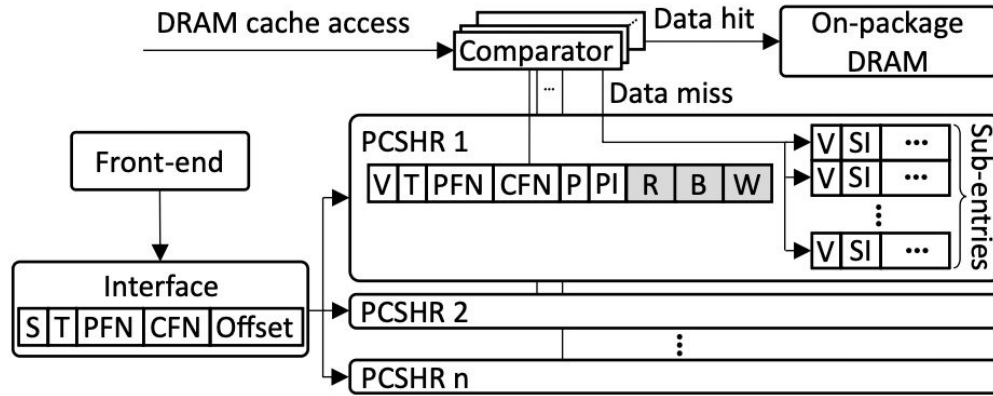 DRAM cache access
Comparator
...
Data hit
On-package
DRAM
...
Data miss
Front-end
PCSHR 1
V T PFN CFN P PI R B W
V SI ...
V SI ...
...
V SI ...
Sub-entries
Interface
S T PFN CFN Offset
PCSHR 2
...
PCSHR n